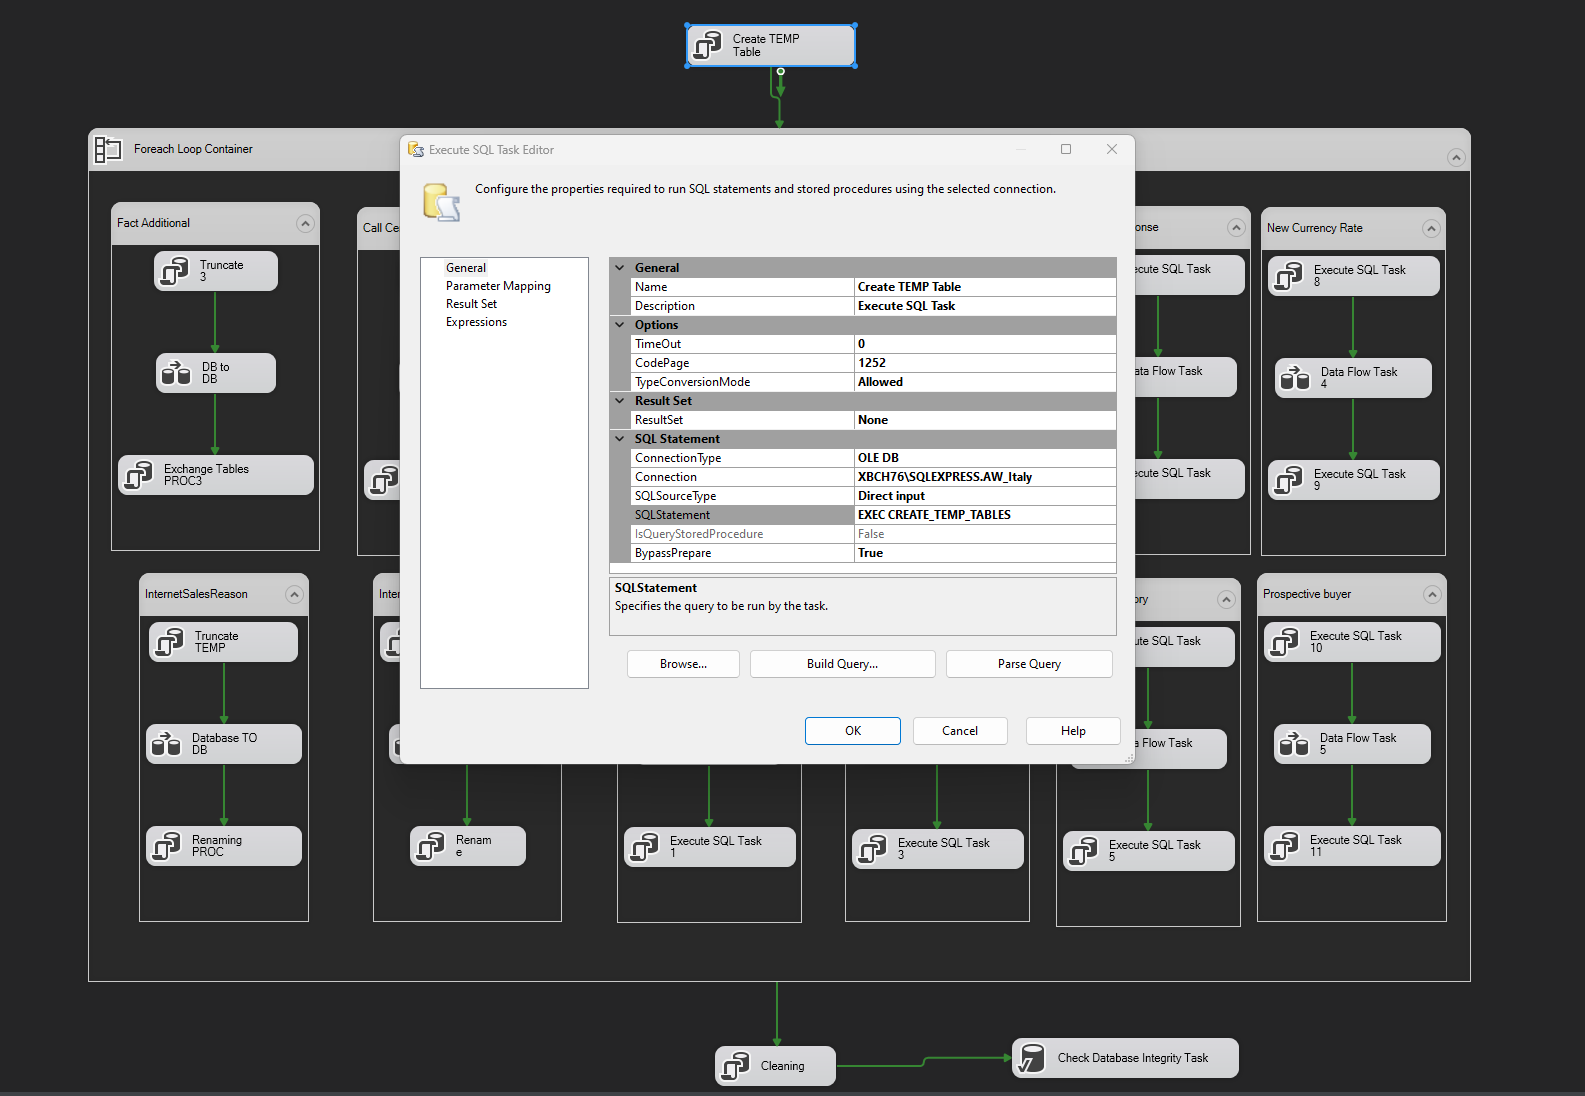 Create TEMP
Table
Foreach Loop Container
Execute SQL Task Editor
Configure the properties required to run SQL statements and stored procedures using the selected connection.
General
Parameter Mapping
Result Set
Expressions
General
Name Create TEMP Table
Description Execute SQL Task
Options
TimeOut 0
CodePage 1252
TypeConversionMode Allowed
Result Set
ResultSet None
SQL Statement
ConnectionType OLE DB
Connection XBCH76\SQLEXPRESS.AW_Italy
SQLSourceType Direct input
SQLStatement EXEC CREATE_TEMP_TABLES
IsQueryStoredProcedure False
BypassPrepare True
SQLStatement
Specifies the query to be run by the task.
Browse...
Build Query...
Parse Query
OK
Cancel
Help
Fact Additional
Truncate
3
DB to
DB
Exchange Tables
PROC3
Call Ce
onse
ecute SQL Task
ata Flow Task
ecute SQL Task
New Currency Rate
Execute SQL Task
8
Data Flow Task
4
Execute SQL Task
9
InternetSalesReason
Truncate
TEMP
Database TO
DB
Renaming
PROC
Inter
Renam
e
Execute SQL Task
1
Execute SQL Task
3
ory
ute SQL Task
a Flow Task
Execute SQL Task
5
Prospective buyer
Execute SQL Task
10
Data Flow Task
5
Execute SQL Task
11
Cleaning
Check Database Integrity Task